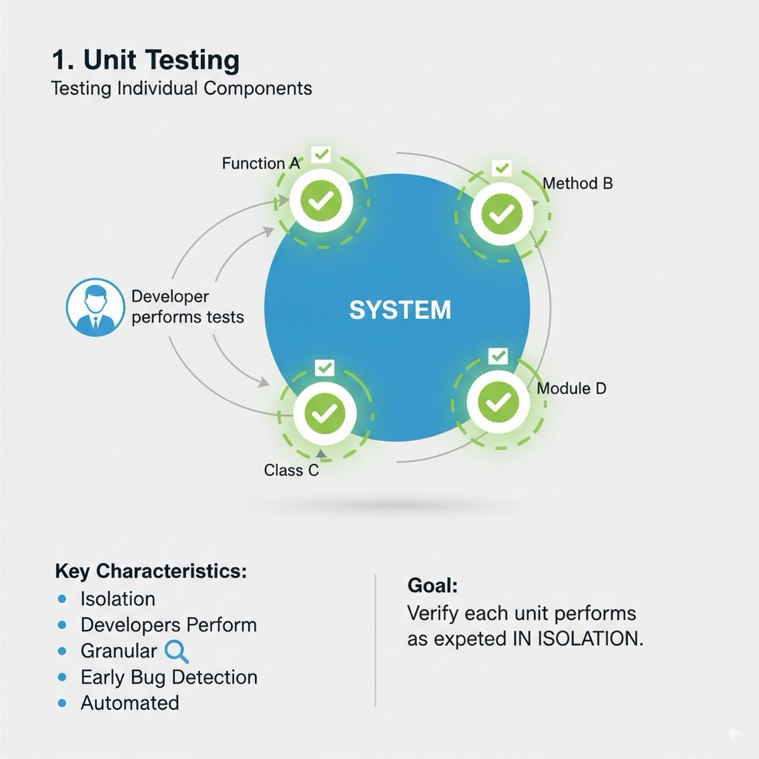 1. Unit Testing
Testing Individual Components
Function A
Method B
Developer
performs tests
SYSTEM
Module D
Class C
Key Characteristics:
Isolation
Developers Perform
Granular
Early Bug Detection
Automated
Goal:
Verify each unit performs
as expeted IN ISOLATION.